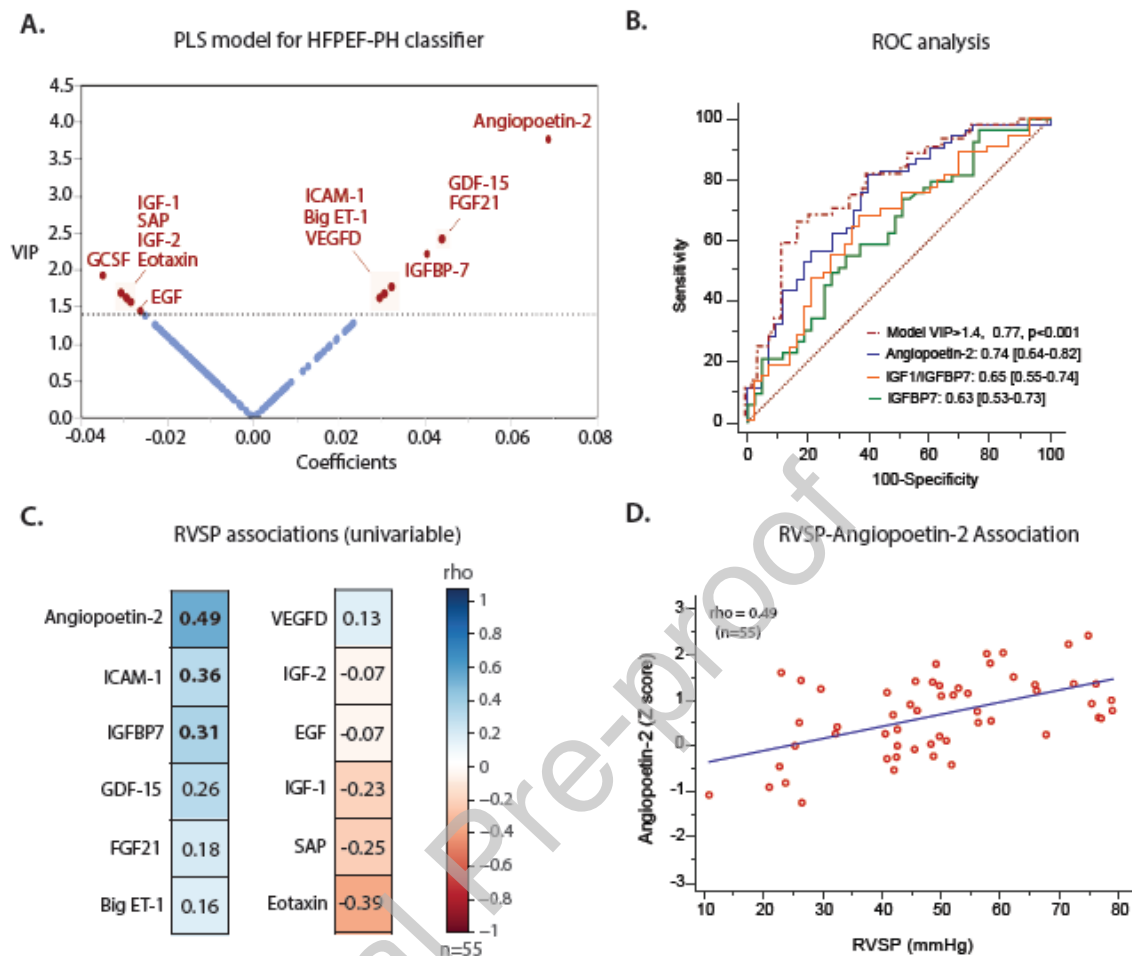 A.
PLS model for HFPEF-PH classifier
4.5
4.0
3.5
3.0
2.5
2.0
1.5
1.0
0.5
0.0
VIP
-0.04
-0.02
0.00
0.02
0.04
0.06
0.08
Coefficients
Angiopoetin-2
GDF-15
FGF21
ICAM-1
Big ET-1
VEGFD
IGFBP-7
IGF-1
SAP
IGF-2
Eotaxin
GCSF
EGF
B.
ROC analysis
100
80
60
40
20
0
Sensitivity
0
20
40
60
80
100
100-Specificity
Model VIP>1.4, 0.77, p<0.001
Angiopoetin-2: 0.74 [0.64-0.82]
IGF1/IGFBP7: 0.65 [0.55-0.74]
IGFBP7: 0.63 [0.53-0.73]
C.
RVSP associations (univariable)
Angiopoetin-2 0.49
ICAM-1 0.36
IGFBP7 0.31
GDF-15 0.26
FGF21 0.18
Big ET-1 0.16
VEGFD 0.13
IGF-2 -0.07
EGF -0.07
IGF-1 -0.23
SAP -0.25
Eotaxin -0.39
rho
1
0.8
0.6
0.4
0.2
0
-0.2
-0.4
-0.6
-0.8
-1
n=55
D.
RVSP-Angiopoetin-2 Association
rho = 0.49
(n=55)
3
2
1
0
-1
-2
-3
Angiopoetin-2 (Z score)
10
20
30
40
50
60
70
80
RVSP (mmHg)
al Pre-proof